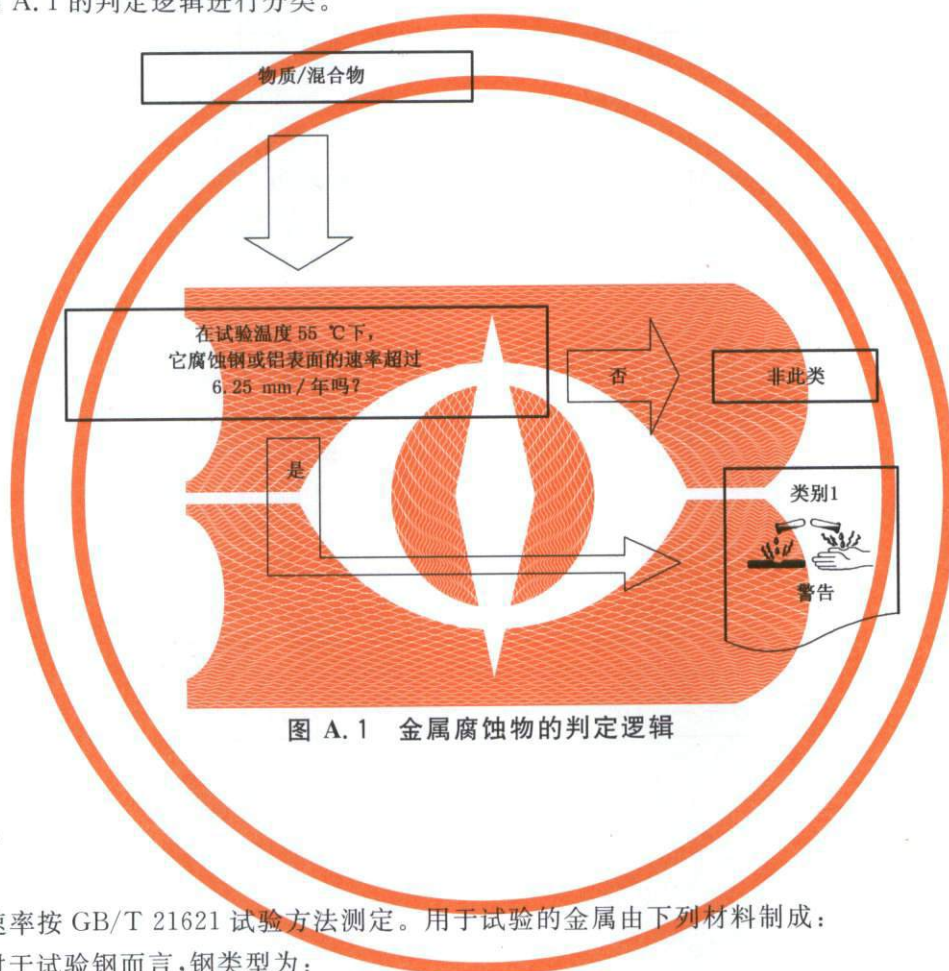 A.1的判定逻辑进行分类。
物质/混合物
在试验温度 55 ℃下，
它腐蚀钢或铝表面的速率超过
6.25 mm/年吗？
否
非此类
是
类别1
警告
图 A.1 金属腐蚀物的判定逻辑
速率按 GB/T 21621 试验方法测定。用于试验的金属由下列材料制成：
对于试验钢而言，钢类型为：